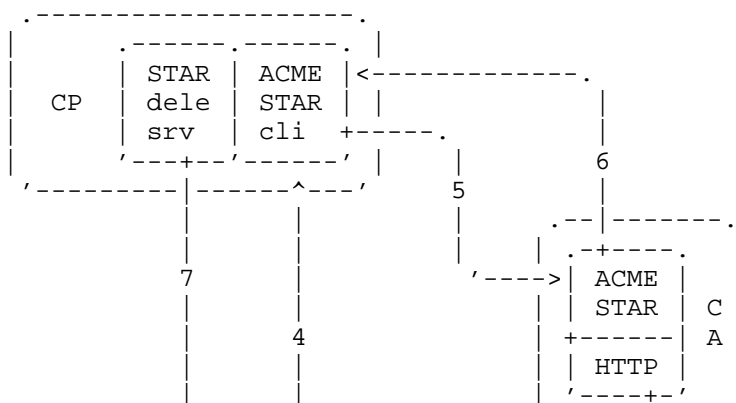 STAR ACME
CP dele STAR
srv cli
6
5
7 ACME
STAR C
4 A
HTTP